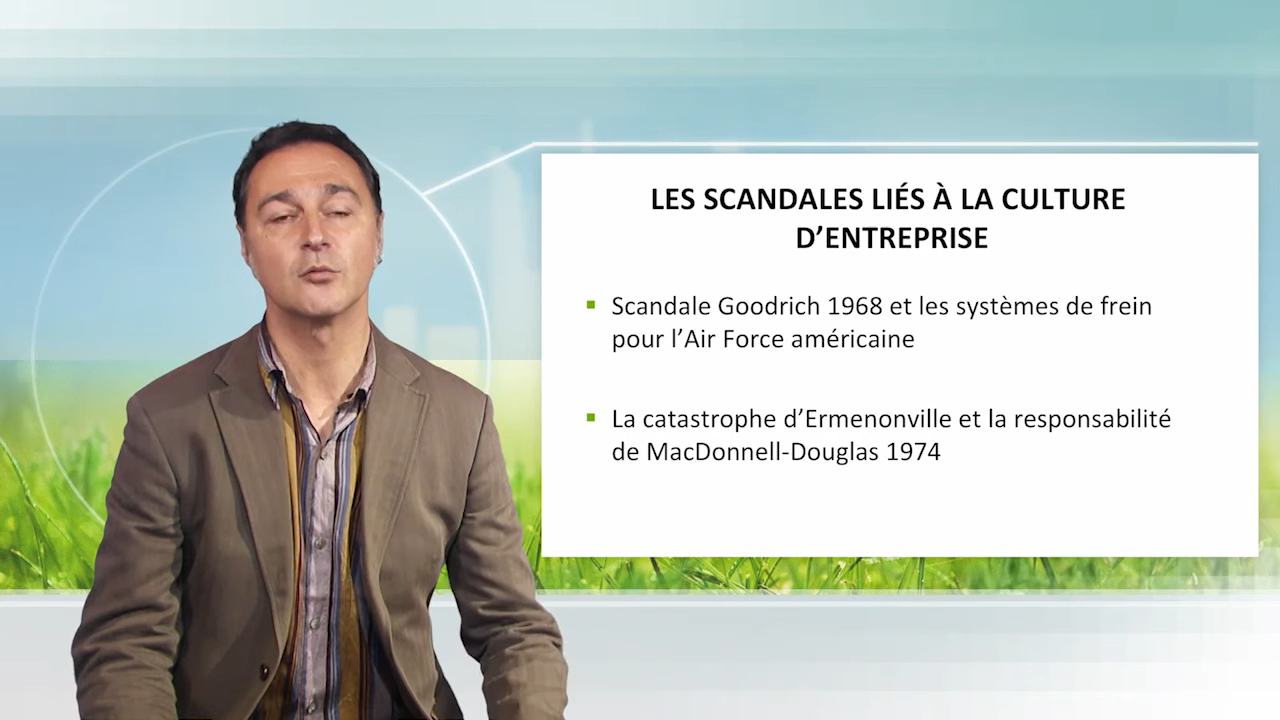 LES SCANDALES LIÉS À LA CULTURE
D’ENTREPRISE
Scandale Goodrich 1968 et les systèmes de frein
pour l’Air Force américaine
La catastrophe d’Ermenonville et la responsabilité
de MacDonnell-Douglas 1974